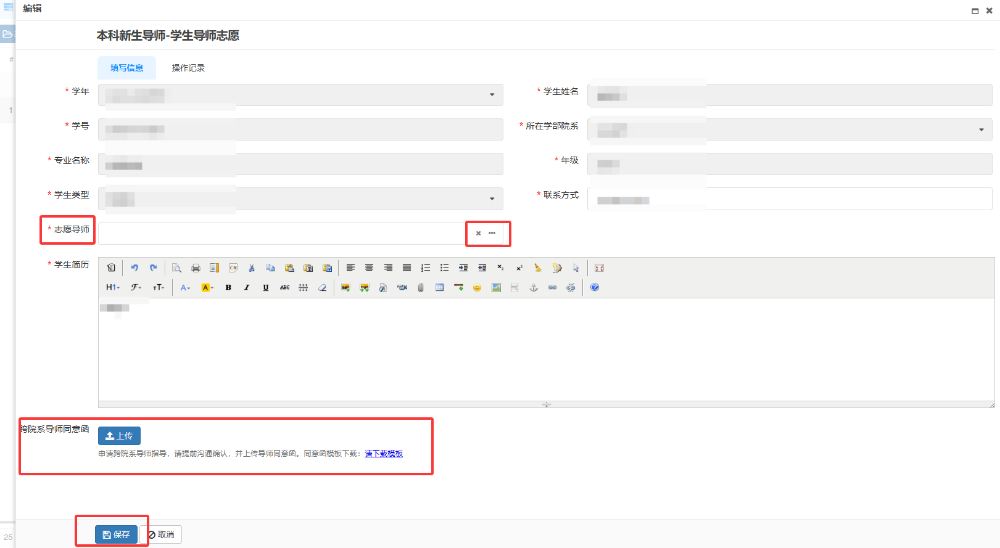 编辑
本科新生导师-学生导师志愿
填写信息 操作记录
#
* 学年
* 学生姓名
1
* 学号
* 所在学部院系
* 专业名称
* 年级
* 学生类型
* 联系方式
* 志愿导师
* 学生简历
H1 F тT A A B I U ABC
跨院系导师同意函
上传
申请跨院系导师指导，请提前沟通确认，并上传导师同意函。同意函模板下载：请下载模板
25
保存 取消